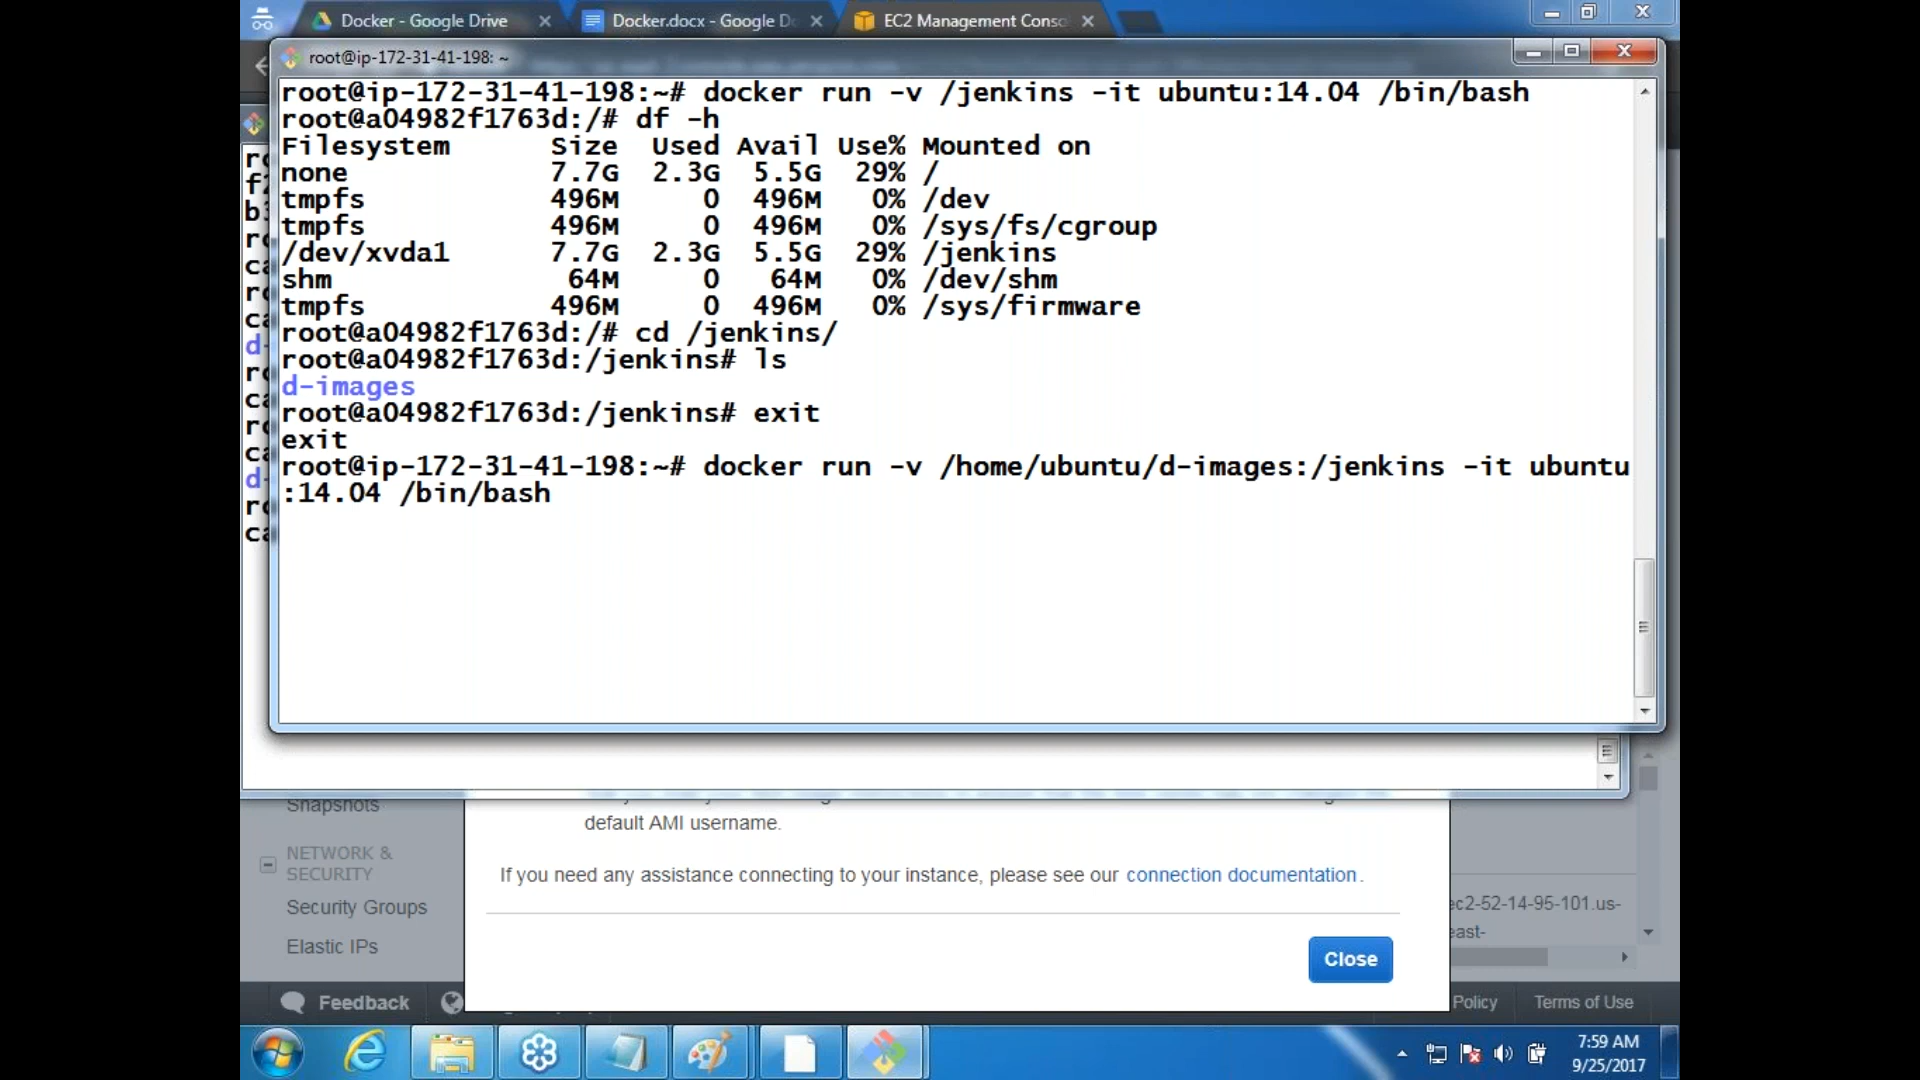 Docker - Google Drive
Docker.docx - Google D
EC2 Management Conso
root@ip-172-31-41-198: ~
root@ip-172-31-41-198:~# docker run -v /jenkins -it ubuntu:14.04 /bin/bash
root@a04982f1763d:/# df -h
Filesystem Size Used Avail Use% Mounted on
none 7.7G 2.3G 5.5G 29% /
tmpfs 496M 0 496M 0% /dev
tmpfs 496M 0 496M 0% /sys/fs/cgroup
/dev/xvda1 7.7G 2.3G 5.5G 29% /jenkins
shm 64M 0 64M 0% /dev/shm
tmpfs 496M 0 496M 0% /sys/firmware
root@a04982f1763d:/# cd /jenkins/
root@a04982f1763d:/jenkins# ls
d-images
root@a04982f1763d:/jenkins# exit
exit
root@ip-172-31-41-198:~# docker run -v /home/ubuntu/d-images:/jenkins -it ubuntu
:14.04 /bin/bash
Snapshots
NETWORK &
SECURITY
Security Groups
Elastic IPs
default AMI username.
If you need any assistance connecting to your instance, please see our connection documentation.
Close
ec2-52-14-95-101.us-
east-
Feedback
Policy
Terms of Use
7:59 AM
9/25/2017